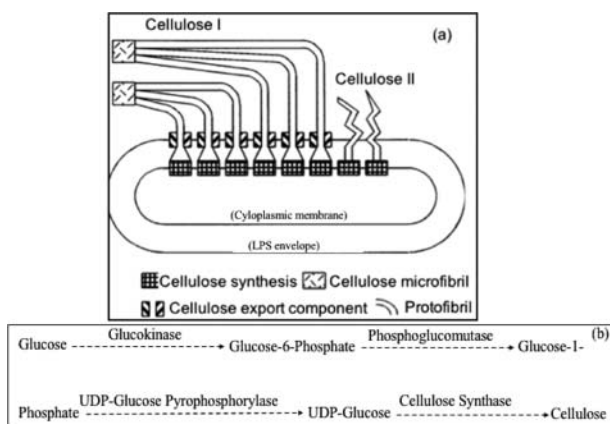 Cellulose I
(a)
Cellulose II
(Cyloplasmic membrane)
(LPS envelope)
Cellulose synthesis
Cellulose microfibril
Cellulose export component
Protofibril
(b)
Glucokinase
Phosphoglucomutase
Glucose
Glucose-6-Phosphate
Glucose-1-
UDP-Glucose Pyrophosphorylase
Cellulose Synthase
Phosphate
UDP-Glucose
Cellulose